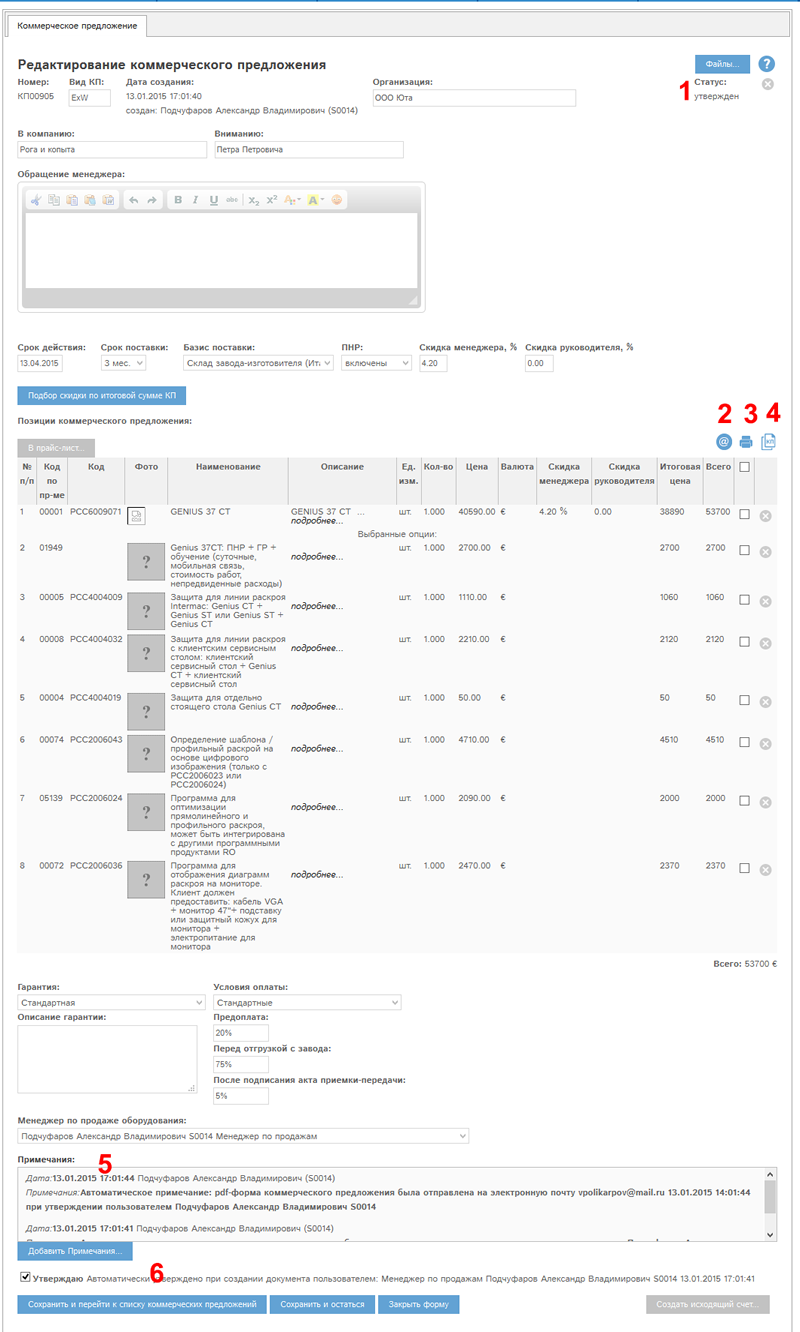 Коммерческое предложение
Редактирование коммерческого предложения
Файлы...
?
Номер: Вид КП: Дата создания: Организация: Статус:
1
КП00905 ExW 13.01.2015 17:01:40 ООО Юта утвержден
создан: Подчуфаров Александр Владимирович (S0014)
В компанию: Вниманию:
Рога и копыта Петра Петровича
Обращение менеджера:
B I U abc x₂ x² A A
Срок действия: Срок поставки: Базис поставки: ПНР: Скидка менеджера, % Скидка руководителя, %
13.04.2015 3 мес. Склад завода-изготовителя (Ит включены 4.20 0.00
Подбор скидки по итоговой сумме КП
Позиции коммерческого предложения:
2 3 4
@ КП
В прайс-лист...
№ п/п Код по пр-ме Код Фото Наименование Описание Ед. изм. Кол-во Цена Валюта Скидка менеджера Скидка руководителя Итоговая цена Всего
1 00001 PCC6009071 GENIUS 37 CT GENIUS 37 CT ... шт. 1.000 40590.00 € 4.20 % 0.00 38890 53700
подробнее...
Выбранные опции:
2 01949 ? Genius 37CT: ПНР + ГР + подробнее... шт. 1.000 2700.00 € 2700 2700
обучение (суточные,
мобильная связь,
стоимость работ,
непредвиденные расходы)
3 00005 PCC4004009 ? Защита для линии раскроя подробнее... шт. 1.000 1110.00 € 1060 1060
Intermac: Genius CT +
Genius ST или Genius ST +
Genius CT
4 00008 PCC4004032 ? Защита для линии раскроя подробнее... шт. 1.000 2210.00 € 2120 2120
с клиентским сервисным
столом: клиентский
сервисный стол + Genius
CT + клиентский
сервисный стол
5 00004 PCC4004019 ? Защита для отдельно подробнее... шт. 1.000 50.00 € 50 50
стоящего стола Genius CT
6 00074 PCC2006043 ? Определение шаблона / подробнее... шт. 1.000 4710.00 € 4510 4510
профильный раскрой на
основе цифрового
изображения (только с
PCC2006023 или
PCC2006024)
7 05139 PCC2006024 ? Программа для подробнее... шт. 1.000 2090.00 € 2000 2000
оптимизации
прямолинейного и
профильного раскроя,
может быть интегрирована
с другими программными
продуктами RO
8 00072 PCC2006036 ? Программа для подробнее... шт. 1.000 2470.00 € 2370 2370
отображения диаграмм
раскроя на мониторе.
Клиент должен
предоставить: кабель VGA
+ монитор 47"+ подставку
или защитный кожух для
монитора +
электропитание для
монитора
Всего: 53700 €
Гарантия: Условия оплаты:
Стандартная Стандартные
Описание гарантии: Предоплата:
20%
Перед отгрузкой с завода:
75%
После подписания акта приемки-передачи:
5%
Менеджер по продаже оборудования:
Подчуфаров Александр Владимирович S0014 Менеджер по продажам
Примечания:
5
Дата:13.01.2015 17:01:44 Подчуфаров Александр Владимирович (S0014)
Примечания:Автоматическое примечание: pdf-форма коммерческого предложения была отправлена на электронную почту vpolikarpov@mail.ru 13.01.2015 14:01:44
при утверждении пользователем Подчуфаров Александр Владимирович S0014
Дата:13.01.2015 17:01:41 Подчуфаров Александр Владимирович (S0014)
Добавить Примечания...
6
Утверждаю Автоматически утверждено при создании документа пользователем: Менеджер по продажам Подчуфаров Александр Владимирович S0014 13.01.2015 17:01:41
Сохранить и перейти к списку коммерческих предложений Сохранить и остаться Закрыть форму Создать исходящий счет...